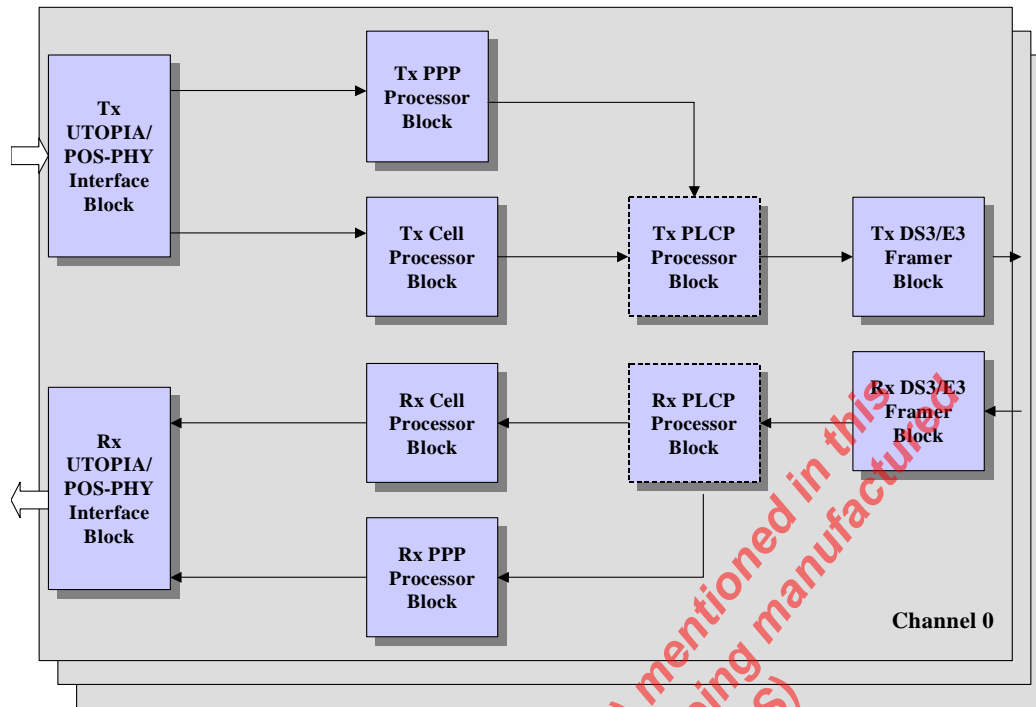 Tx
UTOPIA/
POS-PHY
Interface
Block
Tx PPP
Processor
Block
Tx Cell
Processor
Block
Tx PLCP
Processor
Block
Tx DS3/E3
Framer
Block
Rx
UTOPIA/
POS-PHY
Interface
Block
Rx Cell
Processor
Block
Rx PLCP
Processor
Block
Rx DS3/E3
Framer
Block
Rx PPP
Processor
Block
Channel 0
mentioned in this
manufactured